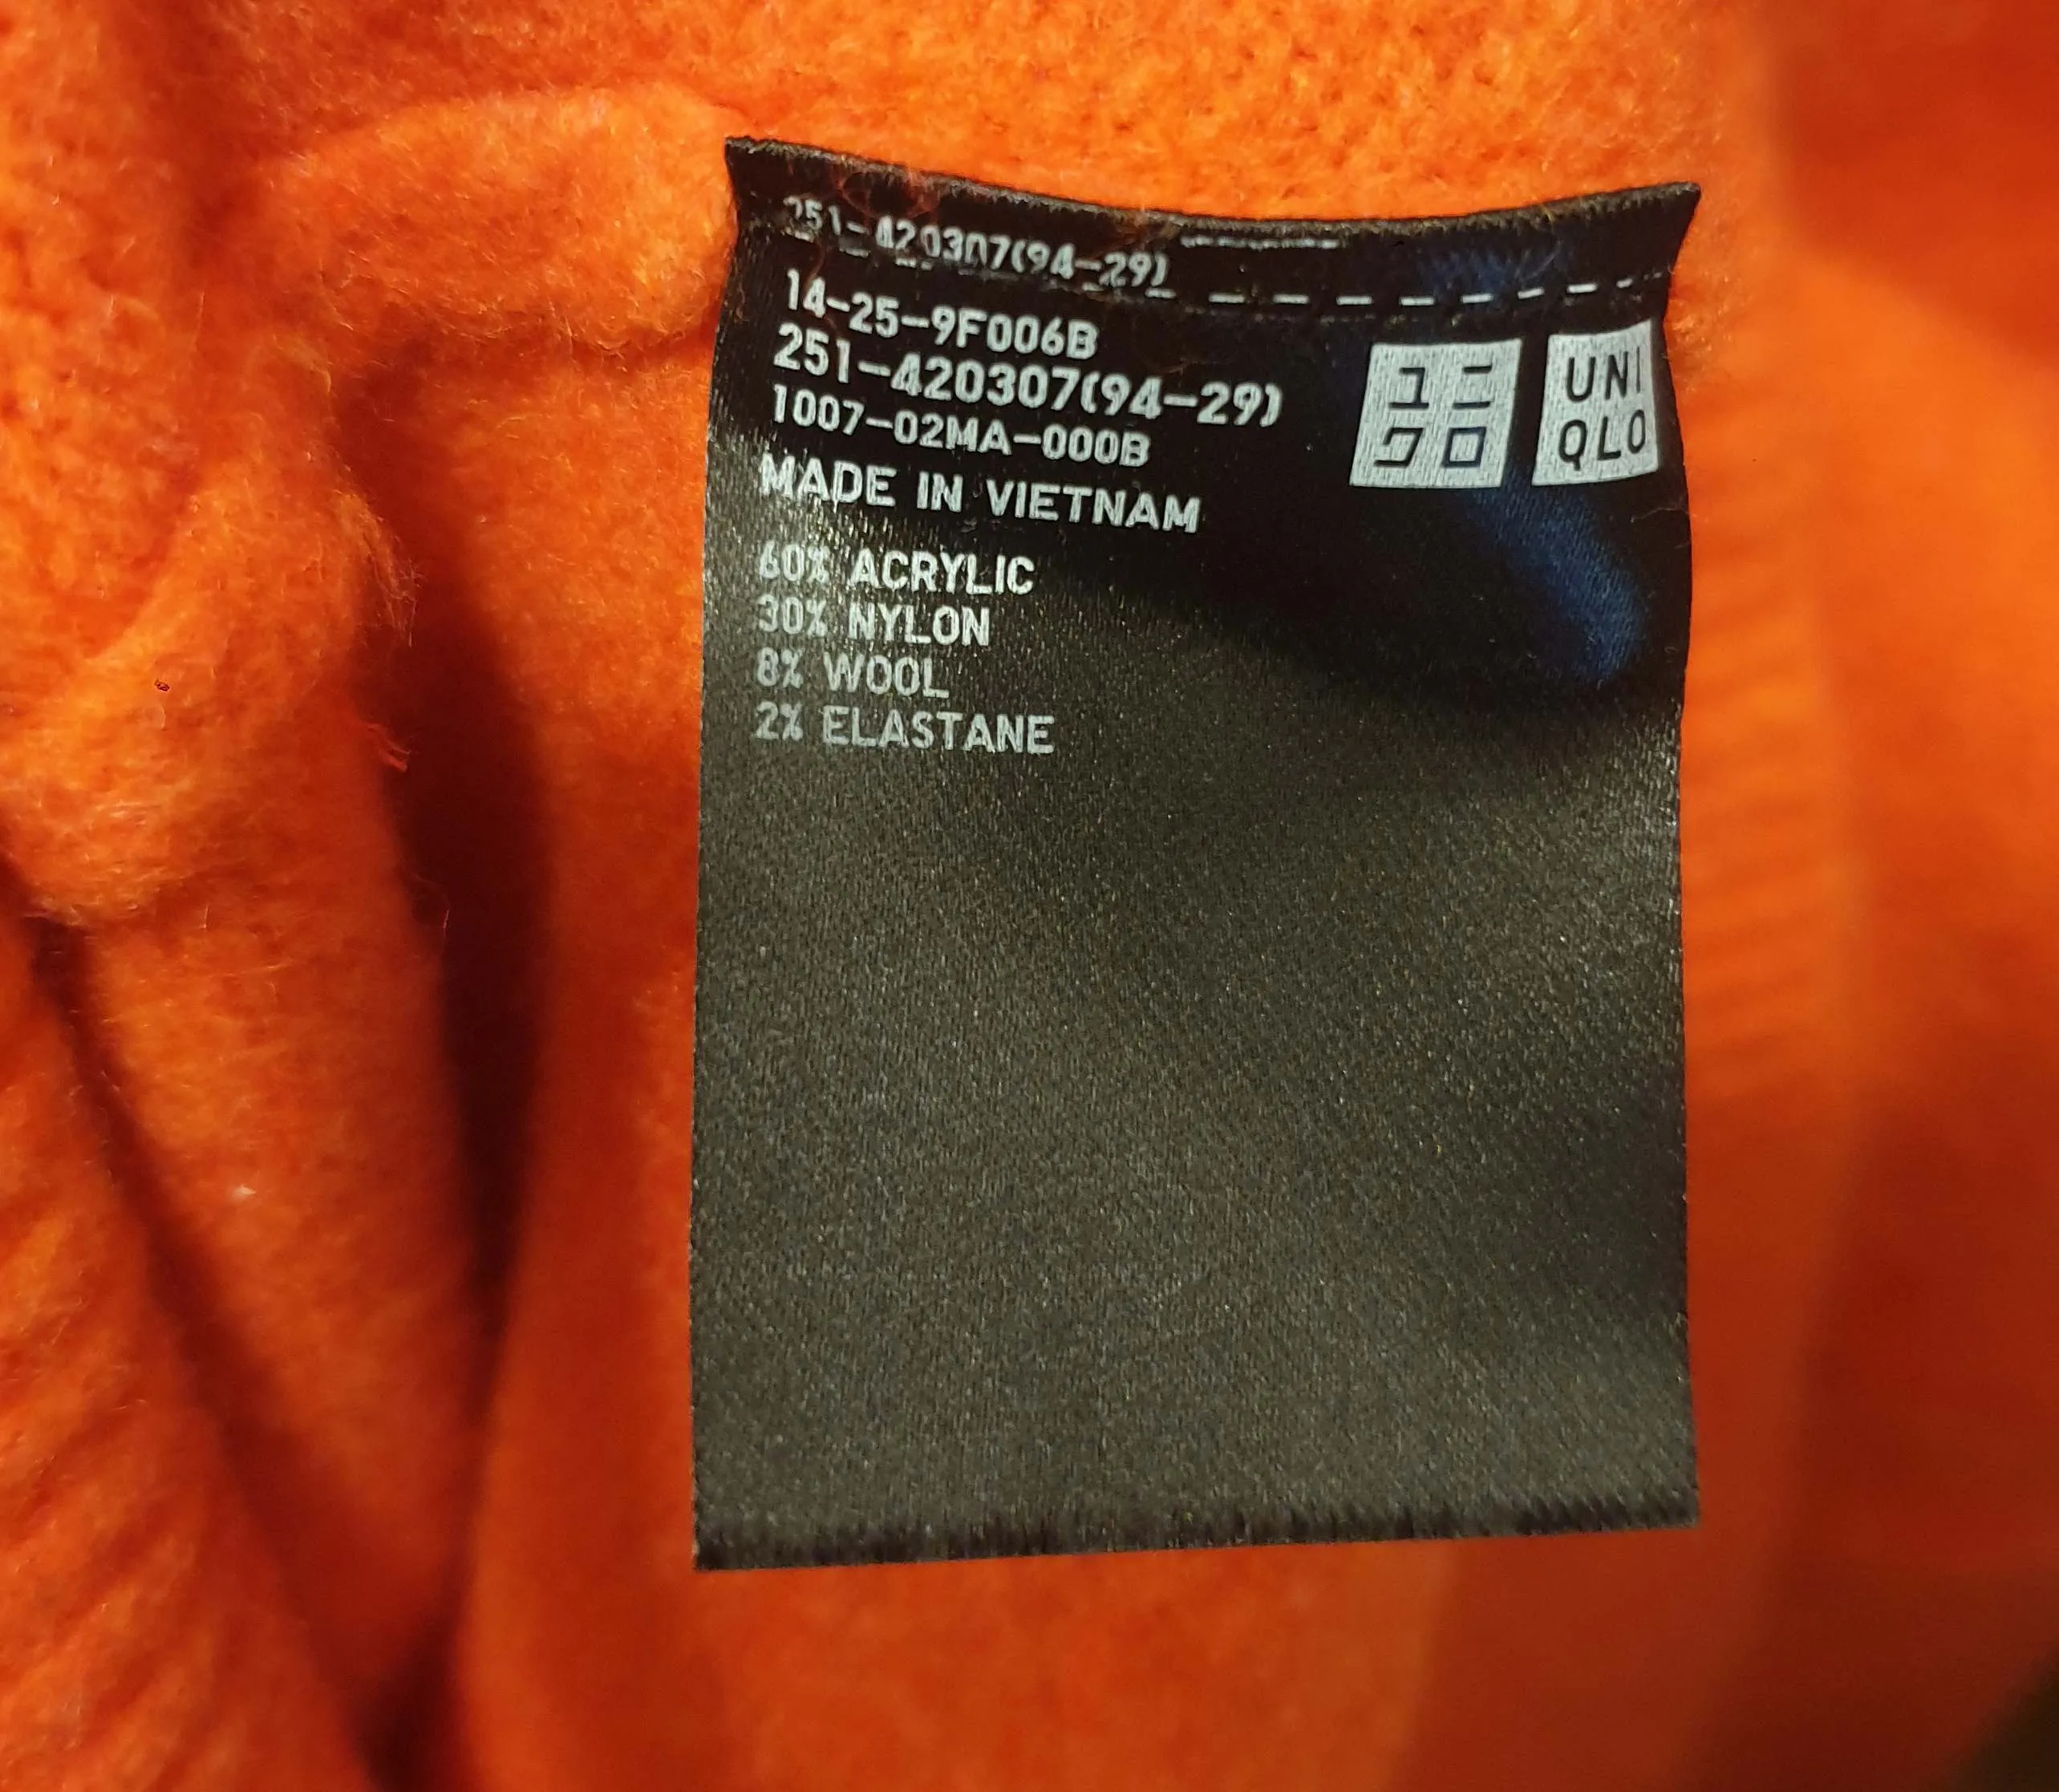 251-420307(94-29)
14-25-9F006B
251-420307(94-29)
1007-02MA-000B
MADE IN VIETNAM
ユニ
クロ
UNI
QLO
60% ACRYLIC
30% NYLON
8% WOOL
2% ELASTANE